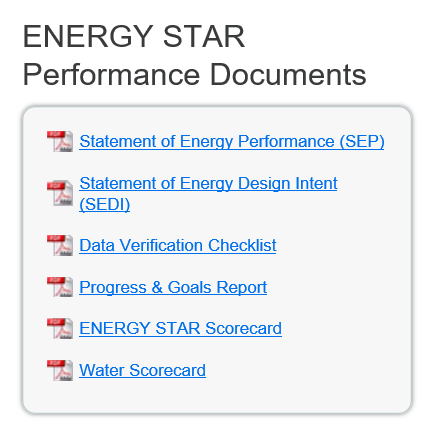 ENERGY STAR
Performance Documents
Statement of Energy Performance (SEP)
Statement of Energy Design Intent
(SEDI)
Data Verification Checklist
Progress & Goals Report
ENERGY STAR Scorecard
Water Scorecard